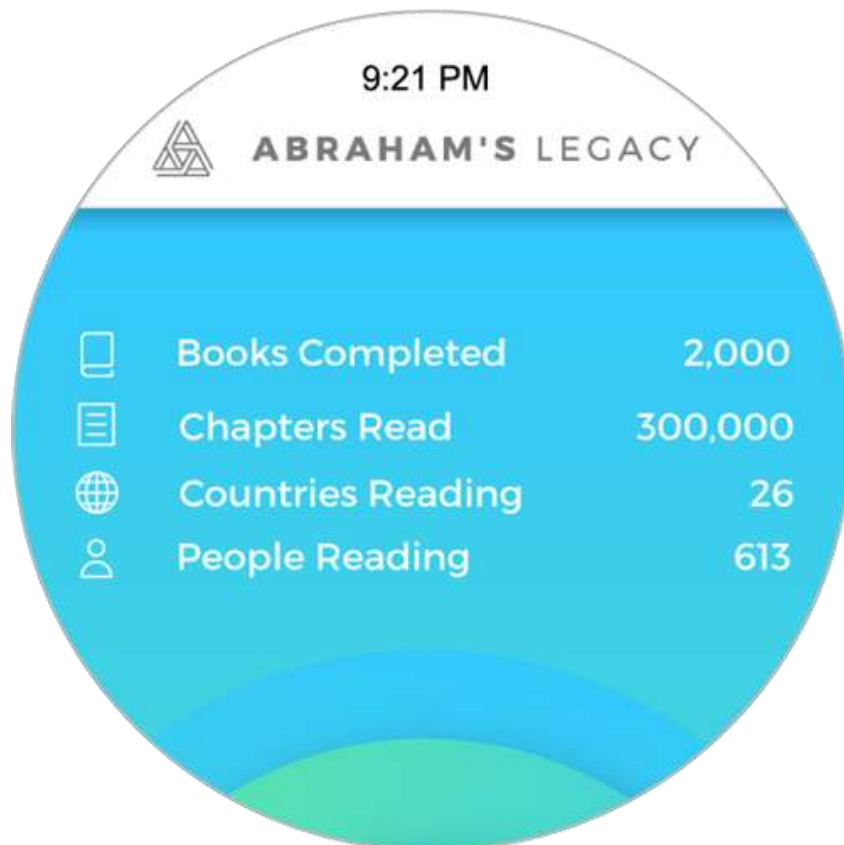 9:21 PM
ABRAHAM'S LEGACY
Books Completed 2,000
Chapters Read 300,000
Countries Reading 26
People Reading 613